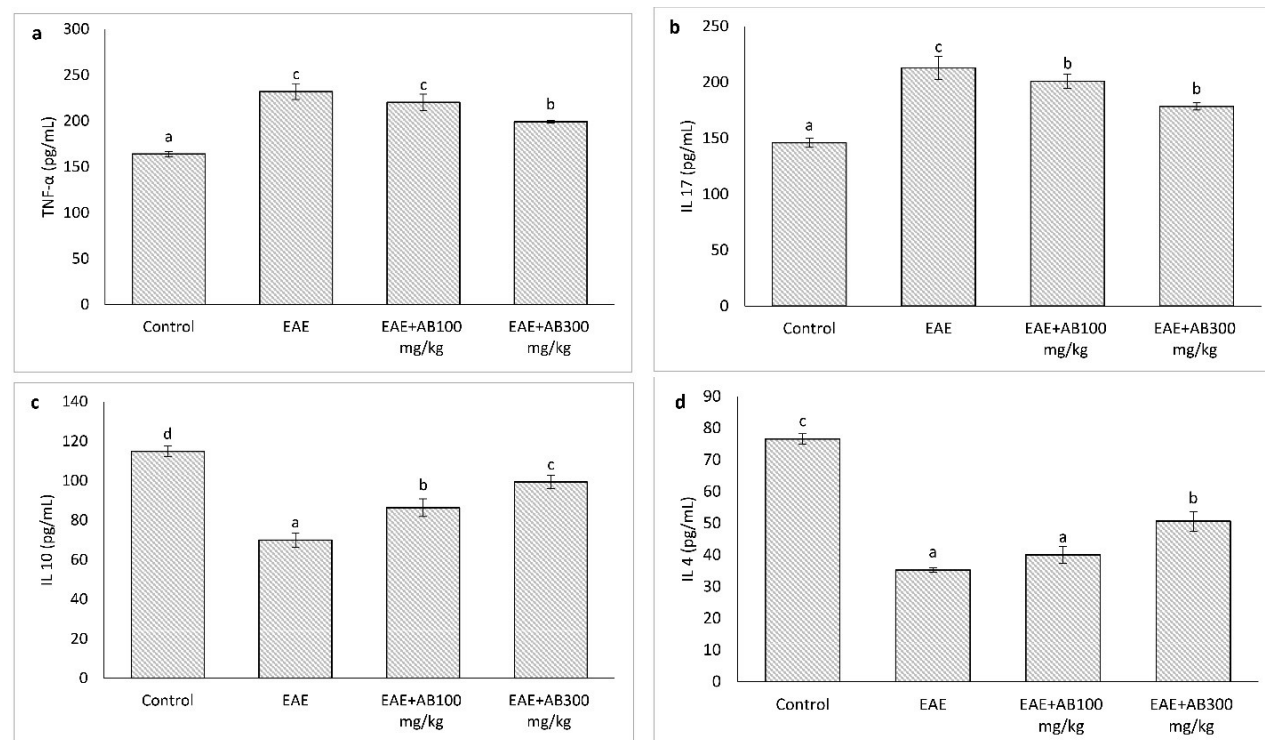 a
TNF-α (pg/mL)
300
250
200
150
100
50
0
a
c
c
b
Control
EAE
EAE+AB100
mg/kg
EAE+AB300
mg/kg
b
IL 17 (pg/mL)
250
200
150
100
50
0
a
c
b
b
Control
EAE
EAE+AB100
mg/kg
EAE+AB300
mg/kg
c
IL 10 (pg/mL)
140
120
100
80
60
40
20
0
d
a
b
c
Control
EAE
EAE+AB100
mg/kg
EAE+AB300
mg/kg
d
IL 4 (pg/mL)
90
80
70
60
50
40
30
20
10
0
c
a
a
b
Control
EAE
EAE+AB100
mg/kg
EAE+AB300
mg/kg